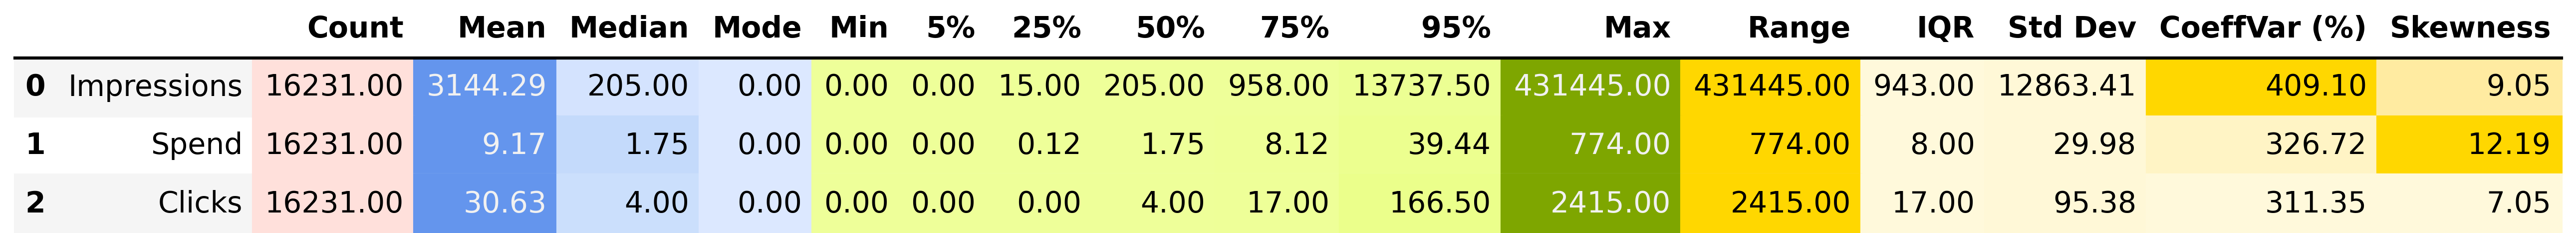 Count Mean Median Mode Min 5% 25% 50% 75% 95% Max Range IQR Std Dev CoeffVar (%) Skewness
0 Impressions 16231.00 3144.29 205.00 0.00 0.00 0.00 15.00 205.00 958.00 13737.50 431445.00 431445.00 943.00 12863.41 409.10 9.05
1 Spend 16231.00 9.17 1.75 0.00 0.00 0.00 0.12 1.75 8.12 39.44 774.00 774.00 8.00 29.98 326.72 12.19
2 Clicks 16231.00 30.63 4.00 0.00 0.00 0.00 0.00 4.00 17.00 166.50 2415.00 2415.00 17.00 95.38 311.35 7.05